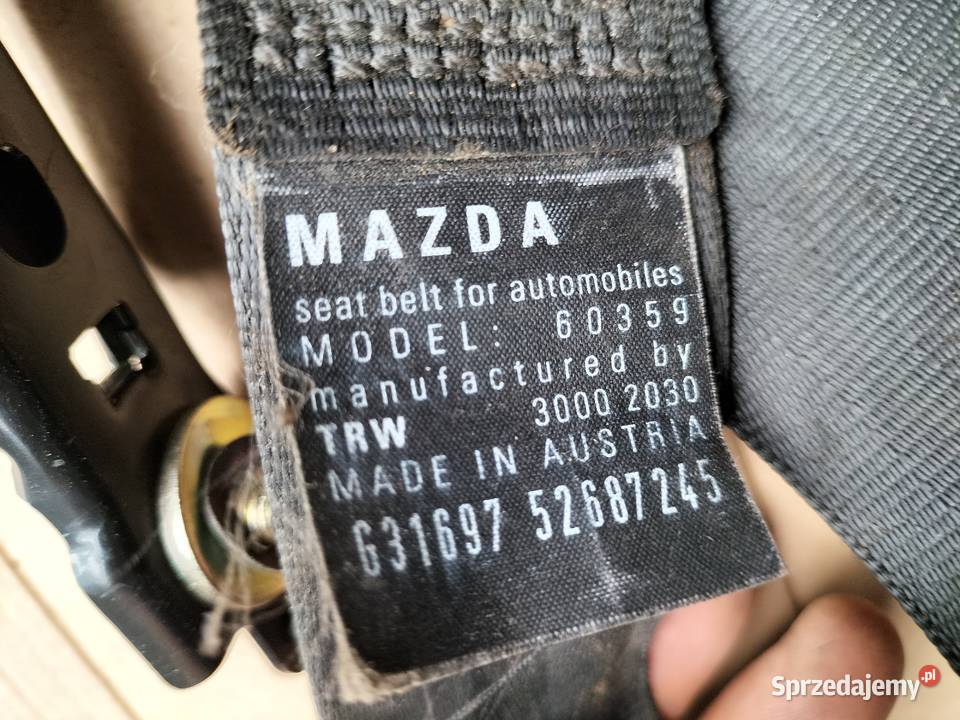 MAZDA
seat belt for automobiles
MODEL: 60359
manufactured by
TRW 3000 2030
MADE IN AUSTRIA
G31697 52687245
Sprzedajemy.pl